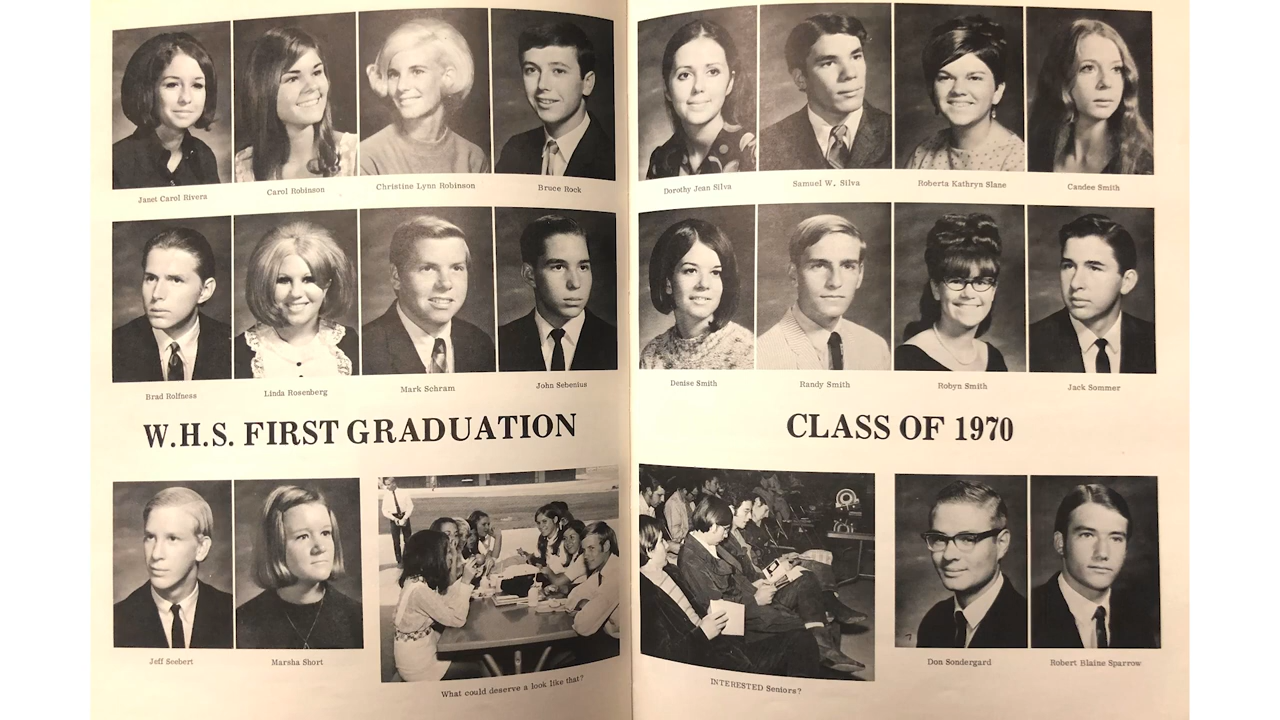 Janet Carol Rivera
Carol Robinson
Christine Lynn Robinson
Bruce Rock
Brad Rolfness
Linda Rosenberg
Mark Schram
John Sebenius
W.H.S. FIRST GRADUATION
Jeff Seebert
Marsha Short
What could deserve a look like that?
Dorothy Jean Silva
Samuel W. Silva
Roberta Kathryn Slane
Candee Smith
Denise Smith
Randy Smith
Robyn Smith
Jack Sommer
CLASS OF 1970
INTERESTED Seniors?
Don Sondergard
Robert Blaine Sparrow